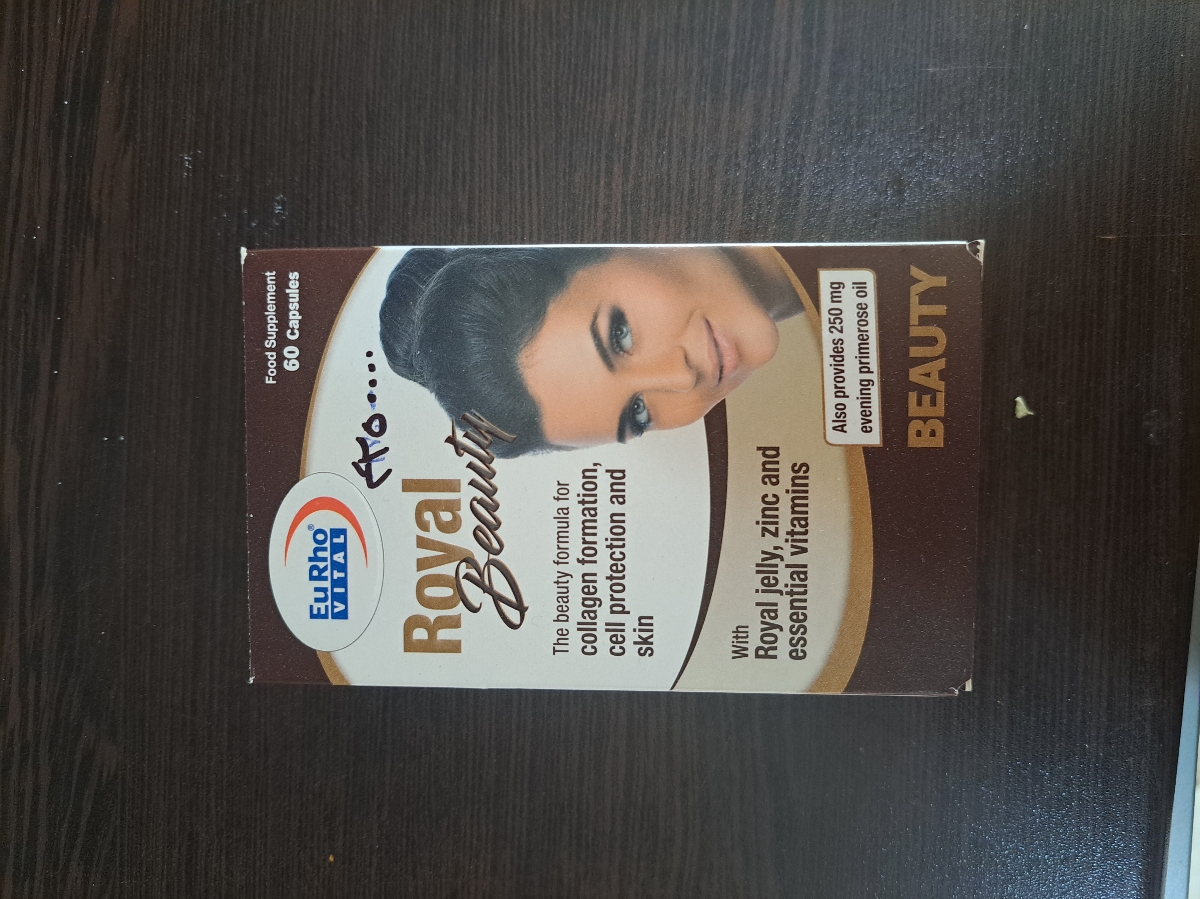 Food Supplement
60 Capsules
EuRho®
VITAL
Royal
Beauty
The beauty formula for
collagen formation,
cell protection and
skin
With
Royal jelly, zinc and
essential vitamins
Also provides 250 mg
evening primerose oil
BEAUTY